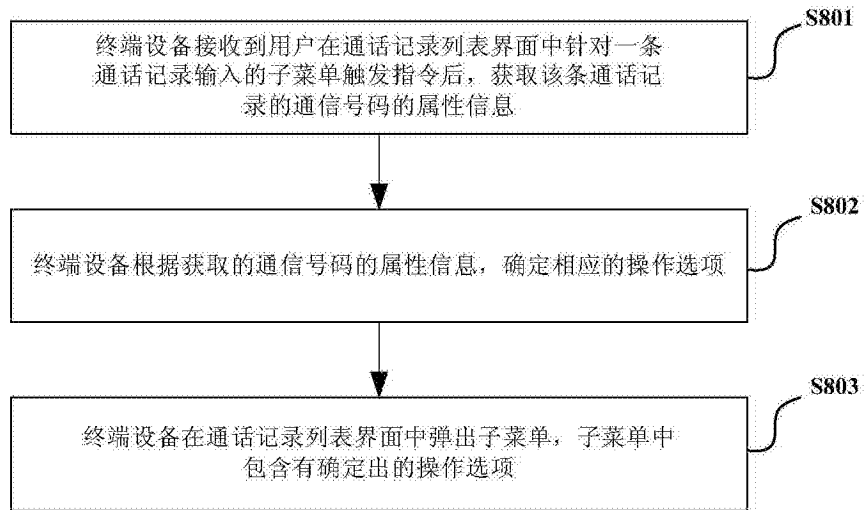 S801
终端设备接收到用户在通话记录列表界面中针对一条
通话记录输入的子菜单触发指令后，获取该条通话记
录的通信号码的属性信息
S802
终端设备根据获取的通信号码的属性信息，确定相应的操作选项
S803
终端设备在通话记录列表界面中弹出子菜单，子菜单中
包含有确定出的操作选项